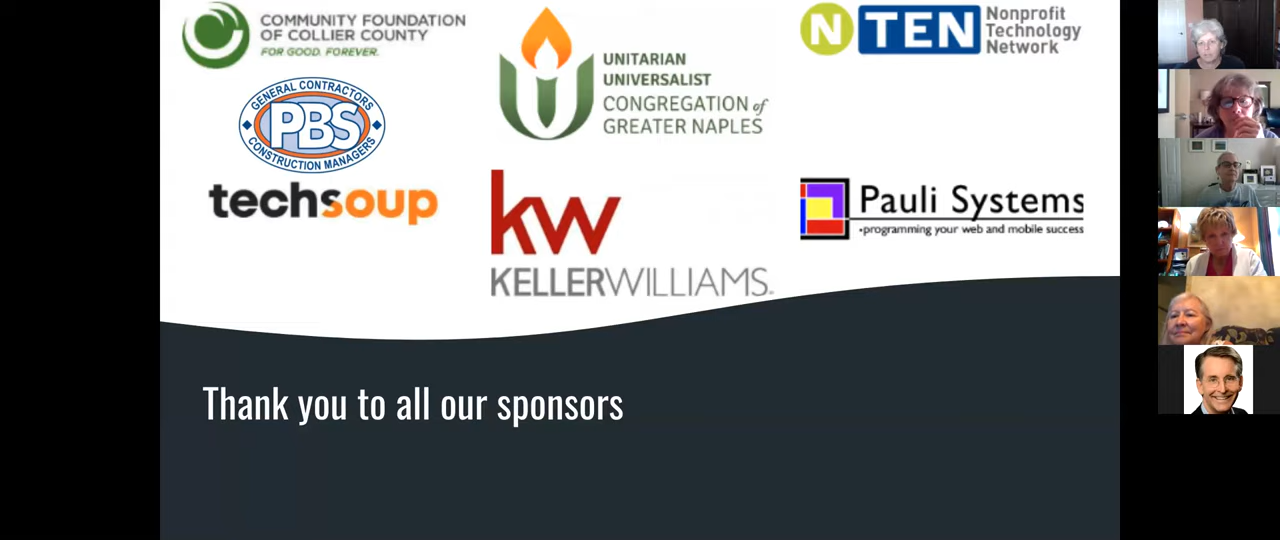 COMMUNITY FOUNDATION
OF COLLIER COUNTY
FOR GOOD. FOREVER.
UNITARIAN
UNIVERSALIST
CONGREGATION of
GREATER NAPLES
NTEN
Nonprofit
Technology
Network
GENERAL CONTRACTORS
PBS
CONSTRUCTION MANAGERS
techsoup
kw
KELLERWILLIAMS.
Pauli Systems
•programming your web and mobile success
Thank you to all our sponsors